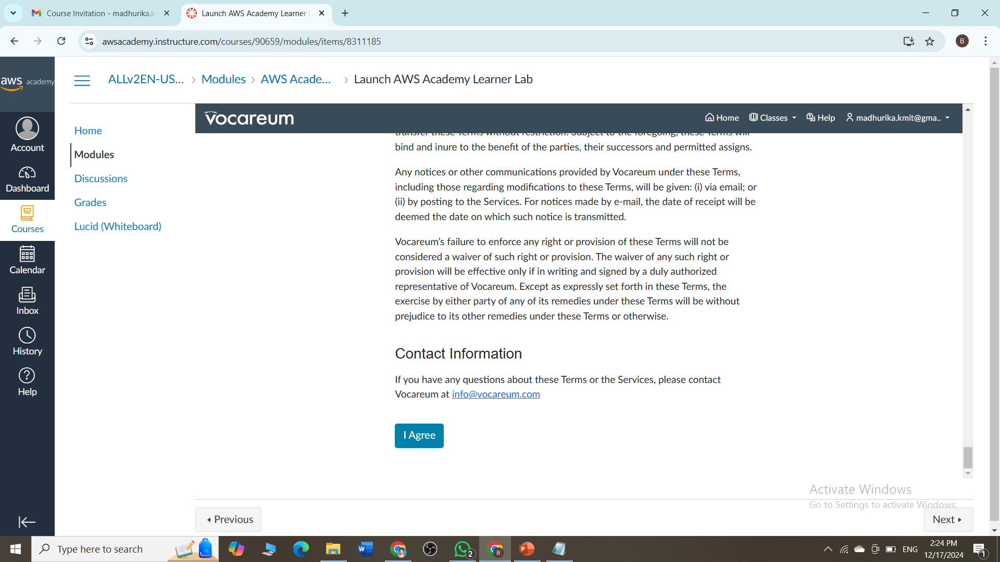 Course Invitation - madhurika.k
Launch AWS Academy Learner
awsacademy.instructure.com/courses/90659/modules/items/8311185
B
aws academy
ALLv2EN-US... > Modules > AWS Acade... > Launch AWS Academy Learner Lab
Account
Dashboard
Courses
Calendar
Inbox
History
Help
Home
Modules
Discussions
Grades
Lucid (Whiteboard)
Vocareum
Home Classes Help madhurika.kmit@gma..
transfer these Terms without restriction. Subject to the foregoing, these Terms will
bind and inure to the benefit of the parties, their successors and permitted assigns.
Any notices or other communications provided by Vocareum under these Terms,
including those regarding modifications to these Terms, will be given: (i) via email; or
(ii) by posting to the Services. For notices made by e-mail, the date of receipt will be
deemed the date on which such notice is transmitted.
Vocareum’s failure to enforce any right or provision of these Terms will not be
considered a waiver of such right or provision. The waiver of any such right or
provision will be effective only if in writing and signed by a duly authorized
representative of Vocareum. Except as expressly set forth in these Terms, the
exercise by either party of any of its remedies under these Terms will be without
prejudice to its other remedies under these Terms or otherwise.
Contact Information
If you have any questions about these Terms or the Services, please contact
Vocareum at info@vocareum.com
I Agree
Activate Windows
Go to Settings to activate Windows.
Previous
Next
Type here to search
2
B
ENG
2:24 PM
12/17/2024
1